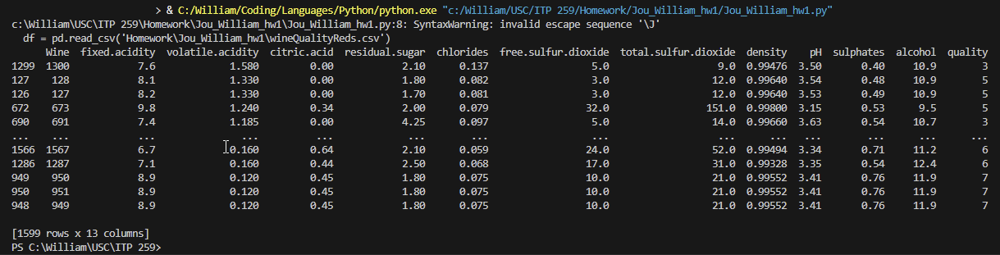 > & C:/William/Coding/Languages/Python/python.exe "c:/William/USC/ITP 259/Homework/Jou_William_hw1/Jou_William_hw1.py"
c:\William\USC\ITP 259\Homework\Jou_William_hw1\Jou_William_hw1.py:8: SyntaxWarning: invalid escape sequence '\J'
  df = pd.read_csv('Homework\Jou_William_hw1\wineQualityReds.csv')
      Wine  fixed.acidity  volatile.acidity  citric.acid  residual.sugar  chlorides  free.sulfur.dioxide  total.sulfur.dioxide  density    pH  sulphates  alcohol  quality
1299  1300            7.6             1.580         0.00            2.10      0.137                  5.0                   9.0  0.99476  3.50       0.40     10.9        3
127    128            8.1             1.330         0.00            1.80      0.082                  3.0                  12.0  0.99640  3.54       0.48     10.9        5
126    127            8.2             1.330         0.00            1.70      0.081                  3.0                  12.0  0.99640  3.53       0.49     10.9        5
672    673            9.8             1.240         0.34            2.00      0.079                 32.0                 151.0  0.99800  3.15       0.53      9.5        5
690    691            7.4             1.185         0.00            4.25      0.097                  5.0                  14.0  0.99660  3.63       0.54     10.7        3
...    ...            ...               ...          ...             ...        ...                  ...                   ...      ...   ...        ...      ...      ...
1566  1567            6.7             0.160         0.64            2.10      0.059                 24.0                  52.0  0.99494  3.34       0.71     11.2        6
1286  1287            7.1             0.160         0.44            2.50      0.068                 17.0                  31.0  0.99328  3.35       0.54     12.4        6
949    950            8.9             0.120         0.45            1.80      0.075                 10.0                  21.0  0.99552  3.41       0.76     11.9        7
950    951            8.9             0.120         0.45            1.80      0.075                 10.0                  21.0  0.99552  3.41       0.76     11.9        7
948    949            8.9             0.120         0.45            1.80      0.075                 10.0                  21.0  0.99552  3.41       0.76     11.9        7
[1599 rows x 13 columns]
PS C:\William\USC\ITP 259>